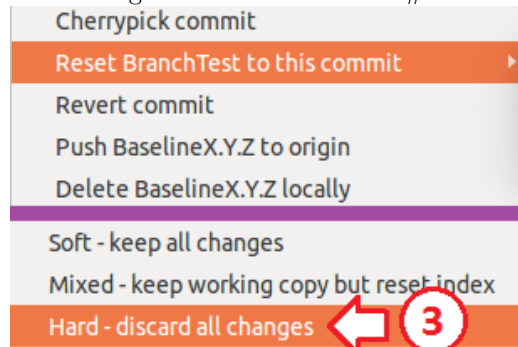 Cherrypick commit
Reset BranchTest to this commit
Revert commit
Push BaselineX.Y.Z to origin
Delete BaselineX.Y.Z locally
Soft - keep all changes
Mixed - keep working copy but reset index
Hard - discard all changes 3